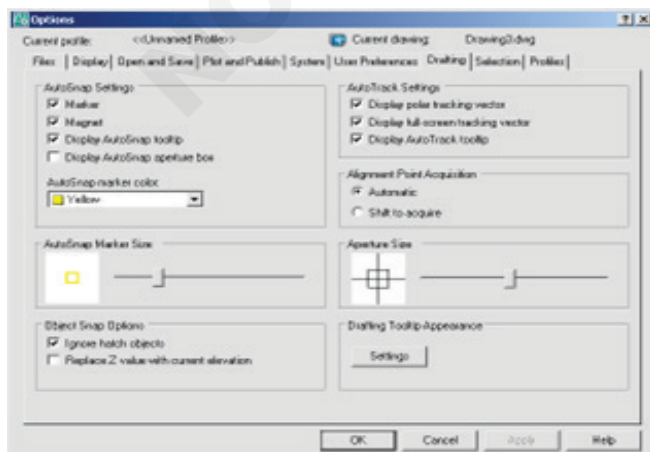 Options
Current profile: <<Unnamed Profile>> Current drawing: Drawing3.dwg
Files Display Open and Save Plot and Publish System User Preferences Drafting Selection Profiles
AutoSnap Settings
Marker
Magnet
Display AutoSnap tooltip
Display AutoSnap aperture box
AutoSnap marker color:
Yellow
AutoTrack Settings
Display polar tracking vector
Display full-screen tracking vector
Display AutoTrack tooltip
Alignment Point Acquisition
Automatic
Shift to acquire
AutoSnap Marker Size
Aperture Size
Object Snap Options
Ignore hatch objects
Replace Z value with current elevation
Drafting Tooltip Appearance
Settings
OK Cancel Apply Help